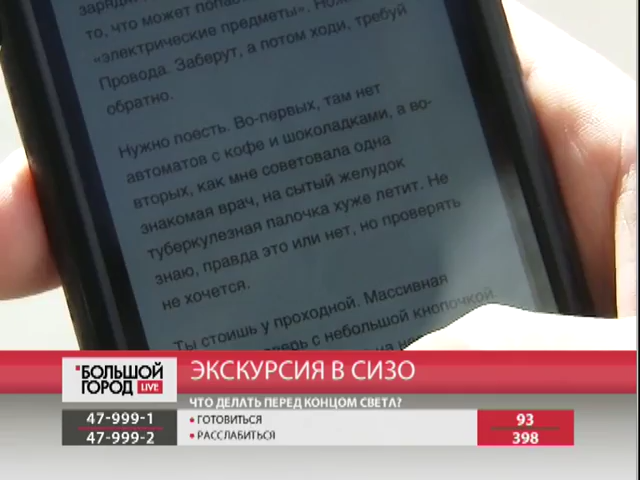 то, что может
«электрические предметы». Нож
Провода. Заберут, а потом ходи, требуй
обратно.
Нужно поесть. Во-первых, там нет
автоматов с кофе и шоколадками, а во-
вторых, как мне советовала одна
знакомая врач, на сытый желудок
туберкулезная палочка хуже летит. Не
знаю, правда это или нет, но проверять
не хочется.
Ты стоишь у проходной. Массивная
с небольшой кнопочкой
БОЛЬШОЙ
ГОРОД LIVE
ЭКСКУРСИЯ В СИЗО
ЧТО ДЕЛАТЬ ПЕРЕД КОНЦОМ СВЕТА?
47-999-1 ГОТОВИТЬСЯ 93
47-999-2 РАССЛАБИТЬСЯ 398